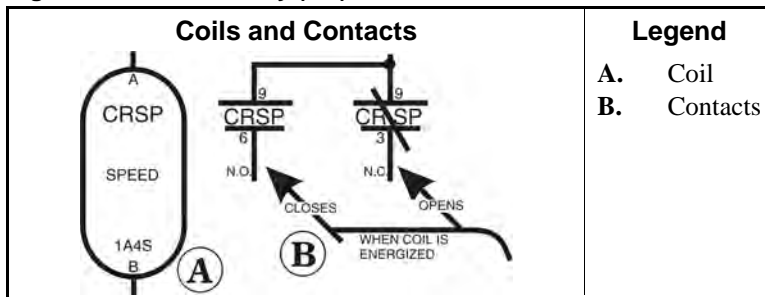 Coils and Contacts
Legend
A. Coil
B. Contacts
A
CRSP
SPEED
1A4S
B
A
9
CRSP
6
N.O.
9
CRSP
3
N.C.
CLOSES
OPENS
B
WHEN COIL IS
ENERGIZED